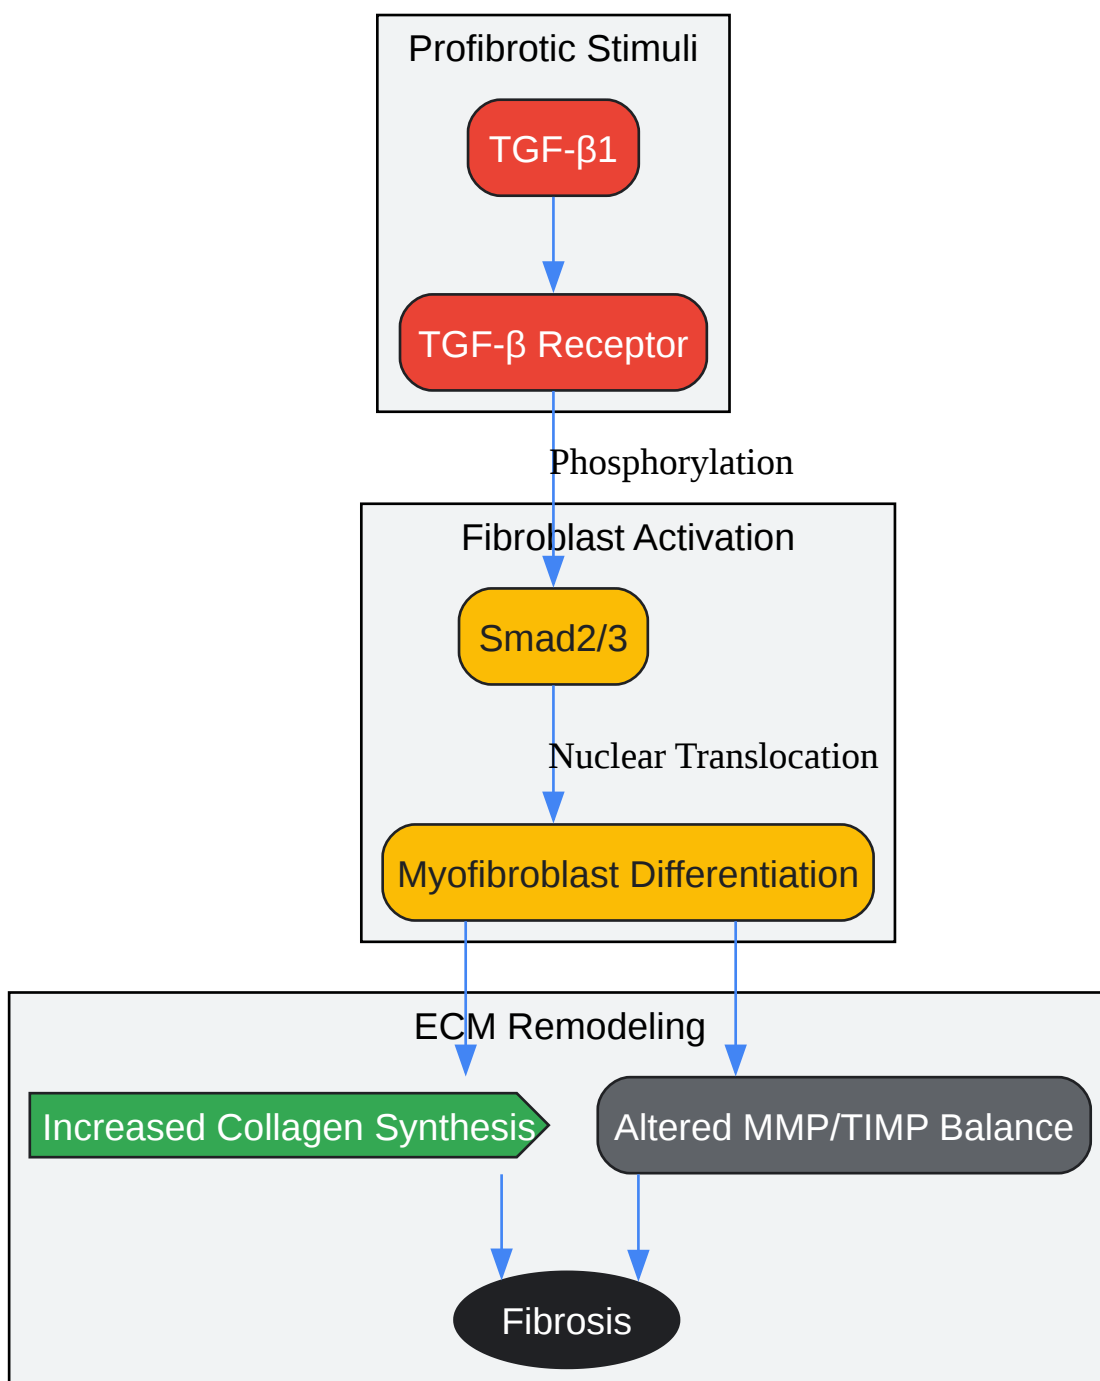 Profibrotic Stimuli
TGF-β1
TGF-β Receptor
Phosphorylation
Fibroblast Activation
Smad2/3
Nuclear Translocation
Myofibroblast Differentiation
ECM Remodeling
Increased Collagen Synthesis
Altered MMP/TIMP Balance
Fibrosis